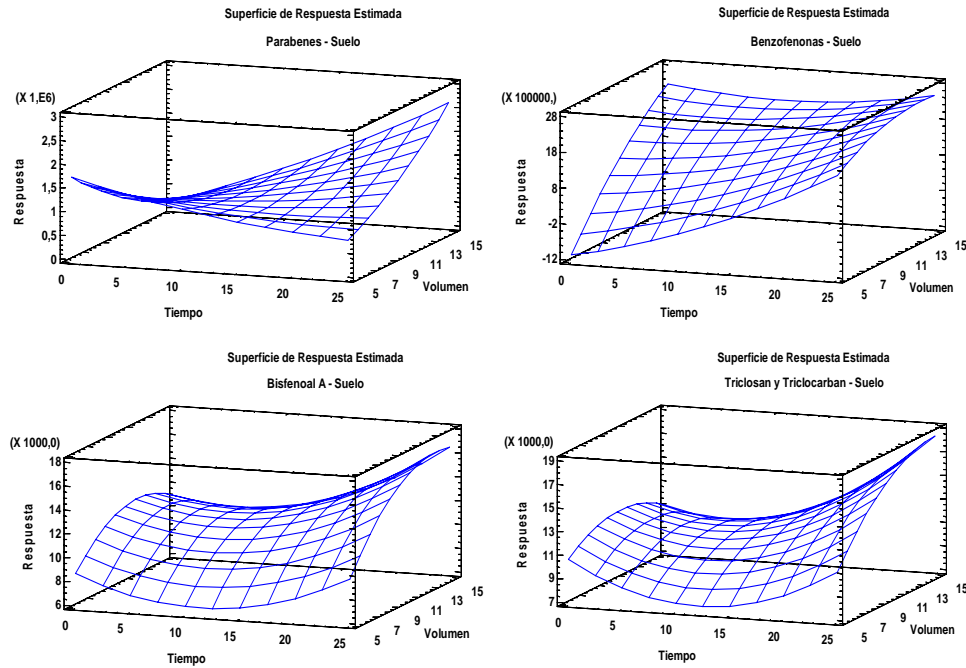 Superficie de Respuesta Estimada
Parabenes - Suelo
(X 1,E6)
3
2,5
2
1,5
1
0,5
0
Respuesta
0 5 10 15 20 25
Tiempo
5 7 9 11 13 15
Volumen
Superficie de Respuesta Estimada
Benzofenonas - Suelo
(X 100000,)
28
18
8
-2
-12
Respuesta
0 5 10 15 20 25
Tiempo
5 7 9 11 13 15
Volumen
Superficie de Respuesta Estimada
Bisfenoal A - Suelo
(X 1000,0)
18
16
14
12
10
8
6
Respuesta
0 5 10 15 20 25
Tiempo
5 7 9 11 13 15
Volumen
Superficie de Respuesta Estimada
Triclosan y Triclocarban - Suelo
(X 1000,0)
19
17
15
13
11
9
7
Respuesta
0 5 10 15 20 25
Tiempo
5 7 9 11 13 15
Volumen